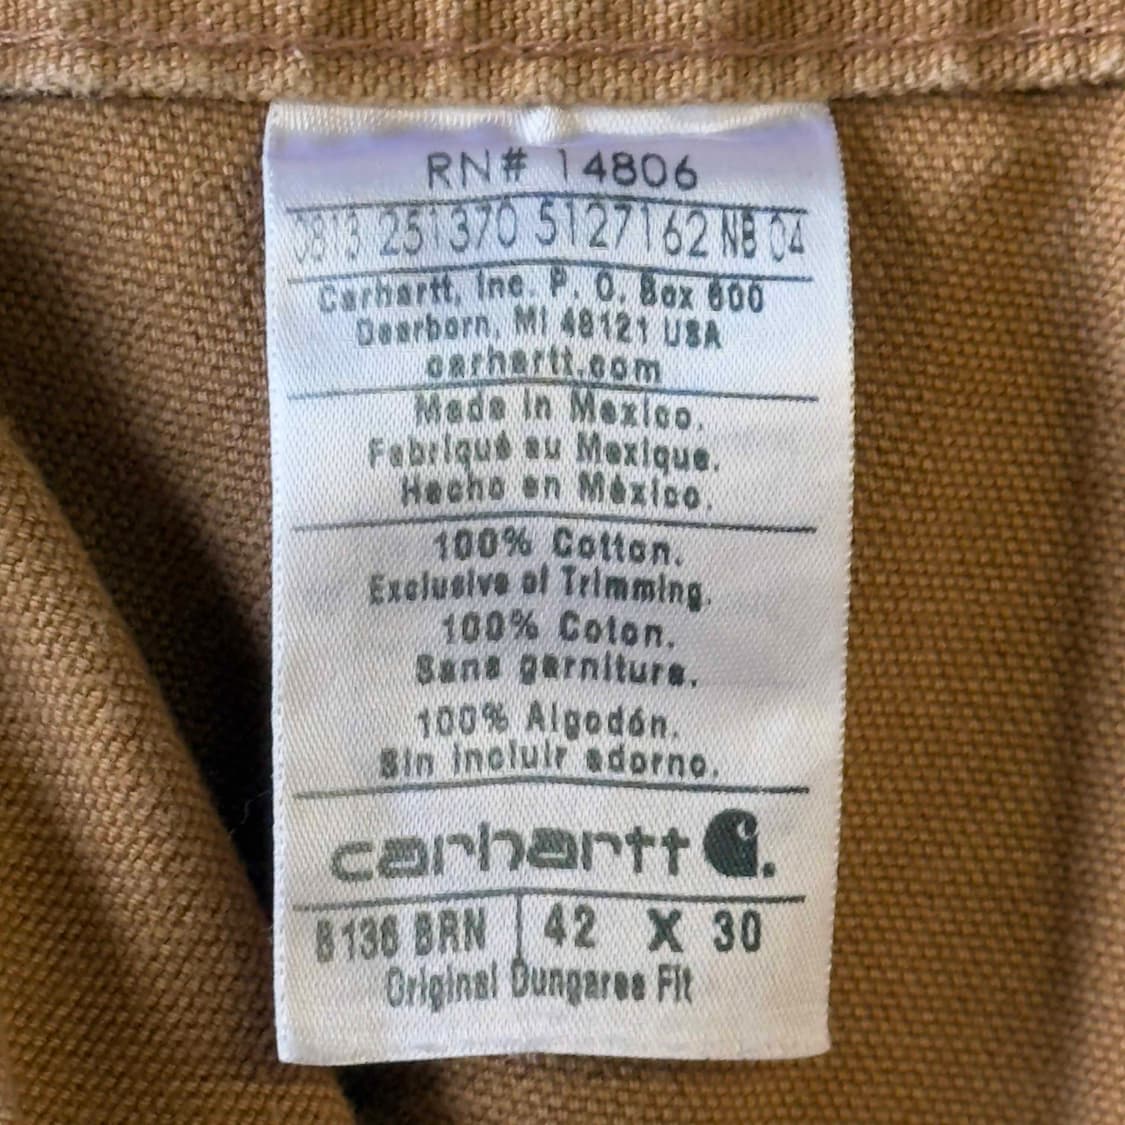 RN# 14806
0813 251370 5127162 NB 04
Carhartt, Inc. P. O. Box 600
Dearborn, MI 48121 USA
carhartt.com
Made in Mexico.
Fabriqué au Mexique.
Hecho en México.
100% Cotton.
Exclusive of Trimming.
100% Coton.
Sans garniture.
100% Algodón.
Sin incluir adorno.
carhartt
B136 BRN 42 X 30
Original Dungaree Fit